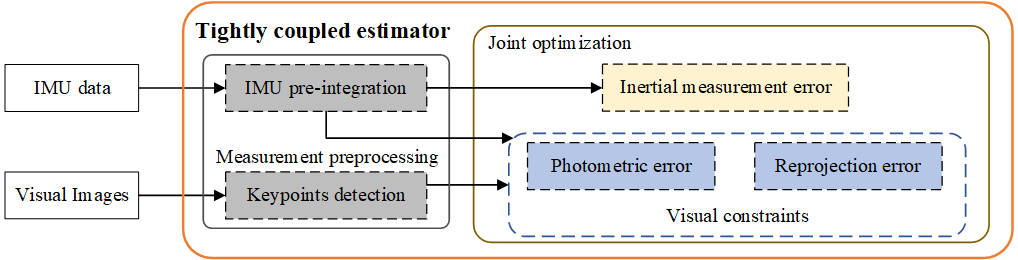 Tightly coupled estimator
Joint optimization
IMU data
IMU pre-integration
Inertial measurement error
Measurement preprocessing
Photometric error
Reprojection error
Visual Images
Keypoints detection
Visual constraints